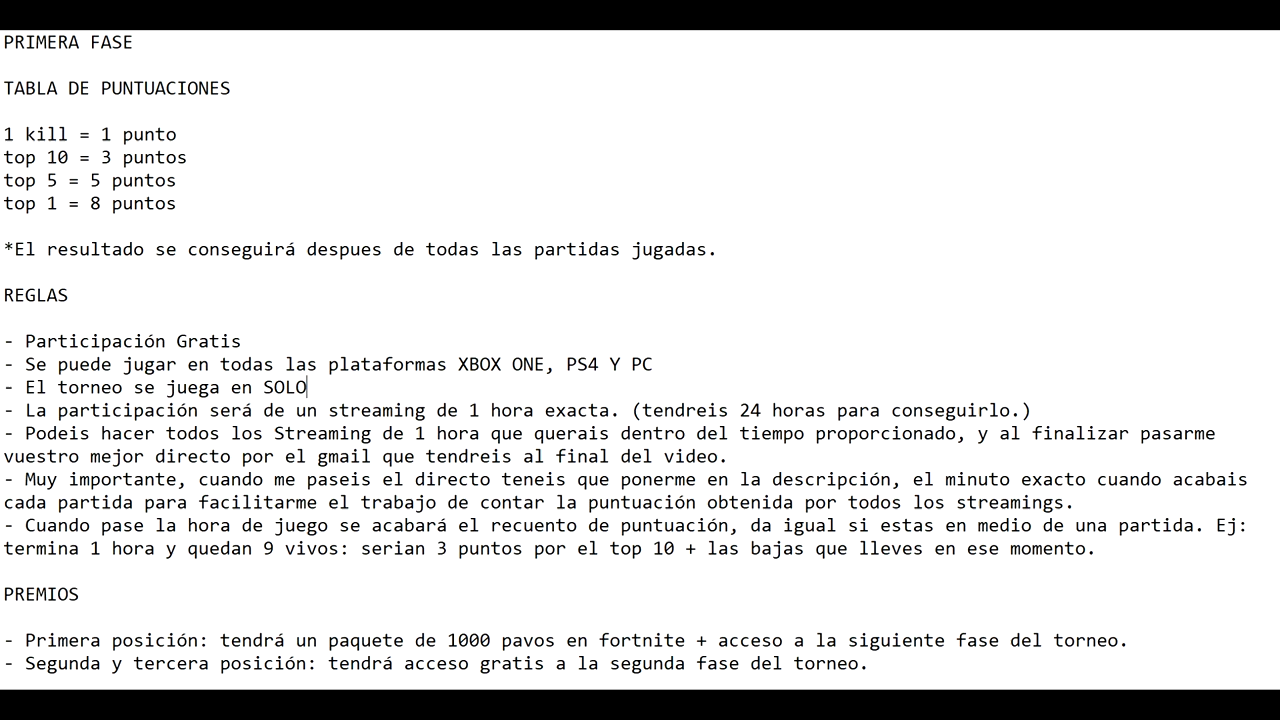 PRIMERA FASE
TABLA DE PUNTUACIONES
1 kill = 1 punto
top 10 = 3 puntos
top 5 = 5 puntos
top 1 = 8 puntos
*El resultado se conseguirá despues de todas las partidas jugadas.
REGLAS
- Participación Gratis
- Se puede jugar en todas las plataformas XBOX ONE, PS4 Y PC
- El torneo se juega en SOLO
- La participación será de un streaming de 1 hora exacta. (tendreis 24 horas para conseguirlo.)
- Podeis hacer todos los Streaming de 1 hora que querais dentro del tiempo proporcionado, y al finalizar pasarme
vuestro mejor directo por el gmail que tendreis al final del video.
- Muy importante, cuando me paseis el directo teneis que ponerme en la descripción, el minuto exacto cuando acabais
cada partida para facilitarme el trabajo de contar la puntuación obtenida por todos los streamings.
- Cuando pase la hora de juego se acabará el recuento de puntuación, da igual si estas en medio de una partida. Ej:
termina 1 hora y quedan 9 vivos: serian 3 puntos por el top 10 + las bajas que lleves en ese momento.
PREMIOS
- Primera posición: tendrá un paquete de 1000 pavos en fortnite + acceso a la siguiente fase del torneo.
- Segunda y tercera posición: tendrá acceso gratis a la segunda fase del torneo.